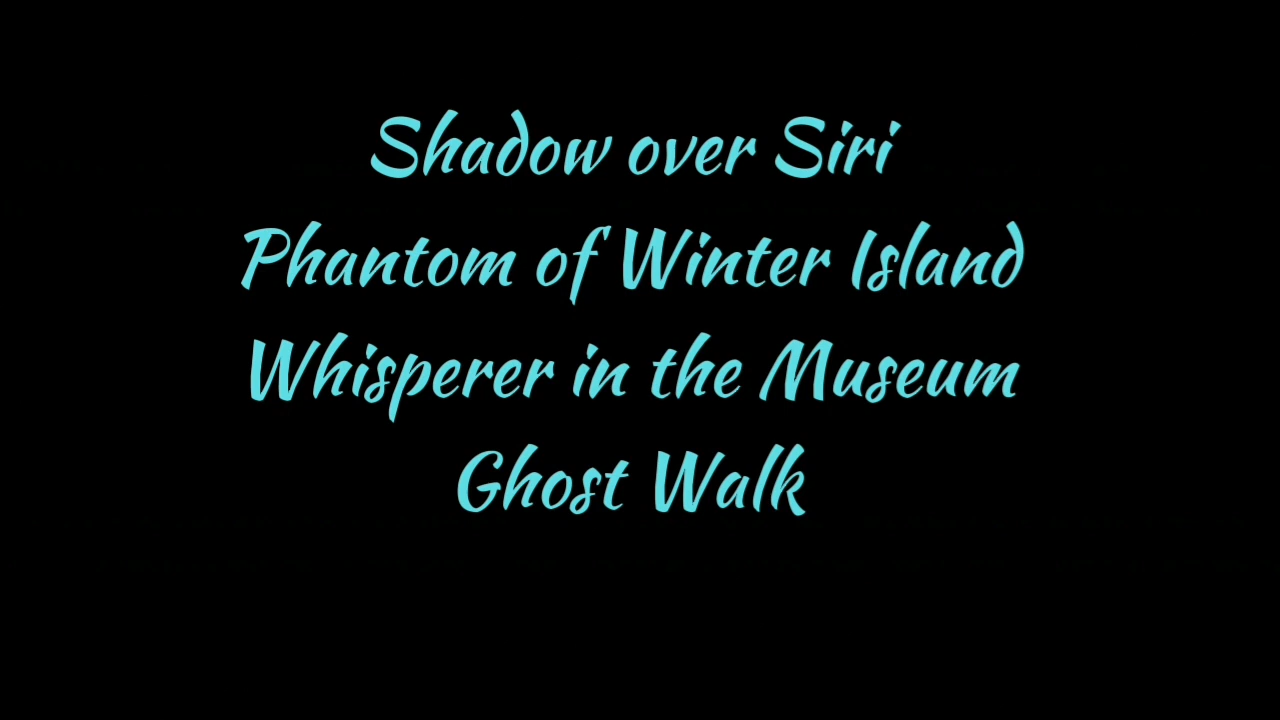 Shadow over Siri
Phantom of Winter Island
Whisperer in the Museum
Ghost Walk